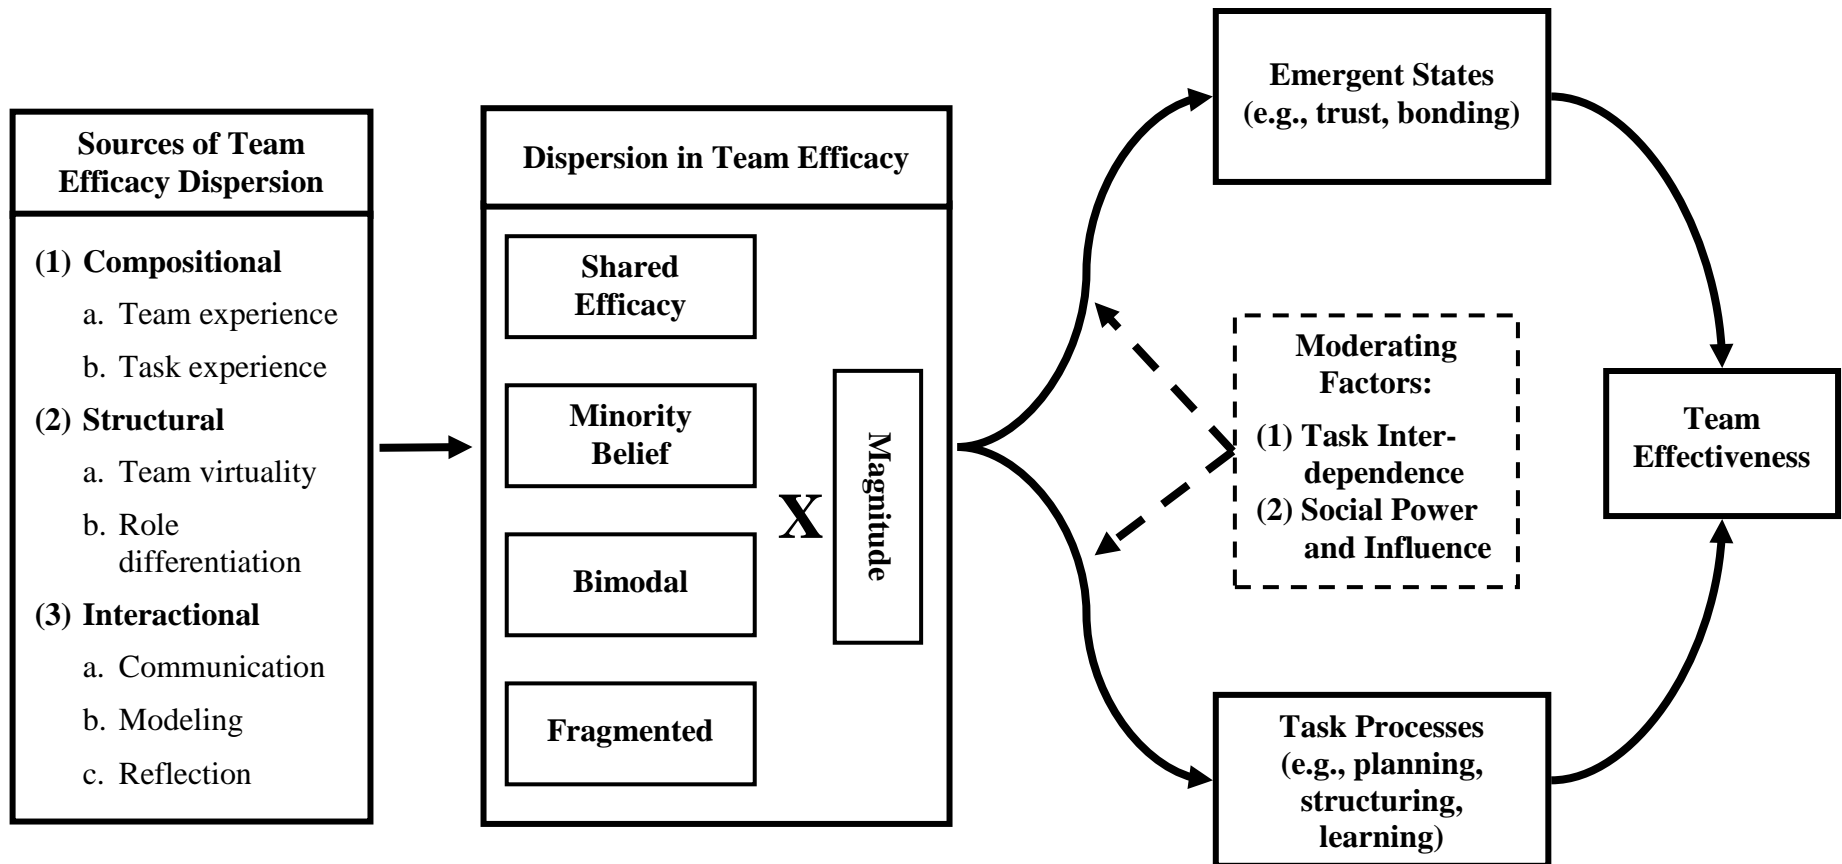 Sources of Team
Efficacy Dispersion
(1) Compositional
a. Team experience
b. Task experience
(2) Structural
a. Team virtuality
b. Role
differentiation
(3) Interactional
a. Communication
b. Modeling
c. Reflection
Dispersion in Team Efficacy
Shared
Efficacy
Minority
Belief
Bimodal
Fragmented
X
Magnitude
Emergent States
(e.g., trust, bonding)
Moderating
Factors:
(1) Task Inter-
dependence
(2) Social Power
and Influence
Task Processes
(e.g., planning,
structuring,
learning)
Team
Effectiveness